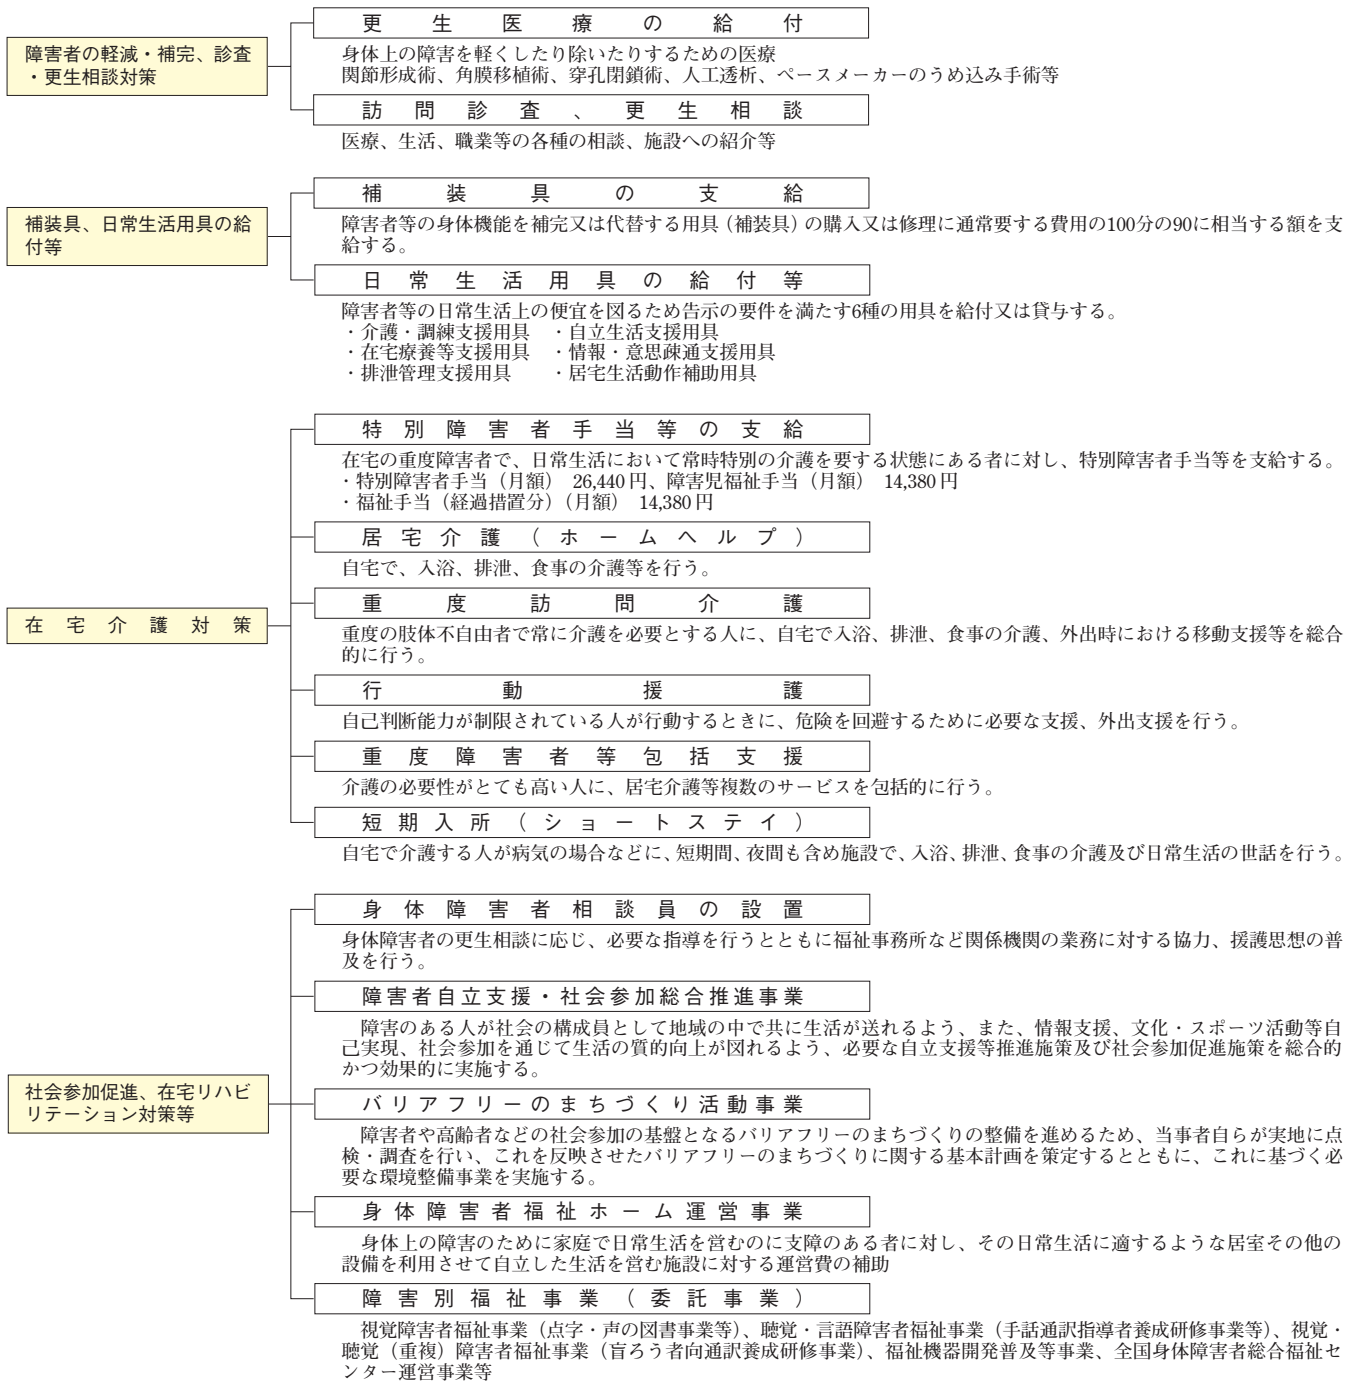 障害者の軽減・補完、診査
・更生相談対策
更生医療の給付
身体上の障害を軽くしたり除いたりするための医療
関節形成術、角膜移植術、穿孔閉鎖術、人工透析、ペースメーカーのうめ込み手術等
訪問診査、更生相談
医療、生活、職業等の各種の相談、施設への紹介等
補装具、日常生活用具の給
付等
補装具の支給
障害者等の身体機能を補完又は代替する用具（補装具）の購入又は修理に通常要する費用の100分の90に相当する額を支
給する。
日常生活用具の給付等
障害者等の日常生活上の便宜を図るため告示の要件を満たす6種の用具を給付又は貸与する。
・介護・調練支援用具　・自立生活支援用具
・在宅療養等支援用具　・情報・意思疎通支援用具
・排泄管理支援用具　　・居宅生活動作補助用具
在宅介護対策
特別障害者手当等の支給
在宅の重度障害者で、日常生活において常時特別の介護を要する状態にある者に対し、特別障害者手当等を支給する。
・特別障害者手当（月額）　26,440円、障害児福祉手当（月額）　14,380円
・福祉手当（経過措置分）（月額）　14,380円
居宅介護（ホームヘルプ）
自宅で、入浴、排泄、食事の介護等を行う。
重度訪問介護
重度の肢体不自由者で常に介護を必要とする人に、自宅で入浴、排泄、食事の介護、外出時における移動支援等を総合
的に行う。
行動援護
自己判断能力が制限されている人が行動するときに、危険を回避するために必要な支援、外出支援を行う。
重度障害者等包括支援
介護の必要性がとても高い人に、居宅介護等複数のサービスを包括的に行う。
短期入所（ショートステイ）
自宅で介護する人が病気の場合などに、短期間、夜間も含め施設で、入浴、排泄、食事の介護及び日常生活の世話を行う。
社会参加促進、在宅リハビ
リテーション対策等
身体障害者相談員の設置
身体障害者の更生相談に応じ、必要な指導を行うとともに福祉事務所など関係機関の業務に対する協力、援護思想の普
及を行う。
障害者自立支援・社会参加総合推進事業
障害のある人が社会の構成員として地域の中で共に生活が送れるよう、また、情報支援、文化・スポーツ活動等自
己実現、社会参加を通じて生活の質的向上が図れるよう、必要な自立支援等推進施策及び社会参加促進施策を総合的
かつ効果的に実施する。
バリアフリーのまちづくり活動事業
障害者や高齢者などの社会参加の基盤となるバリアフリーのまちづくりの整備を進めるため、当事者自らが実地に点
検・調査を行い、これを反映させたバリアフリーのまちづくりに関する基本計画を策定するとともに、これに基づく必
要な環境整備事業を実施する。
身体障害者福祉ホーム運営事業
身体上の障害のために家庭で日常生活を営むのに支障のある者に対し、その日常生活に適するような居室その他の
設備を利用させて自立した生活を営む施設に対する運営費の補助
障害別福祉事業（委託事業）
視覚障害者福祉事業（点字・声の図書事業等）、聴覚・言語障害者福祉事業（手話通訳指導者養成研修事業等）、視覚・
聴覚（重複）障害者福祉事業（盲ろう者向通訳養成研修事業）、福祉機器開発普及等事業、全国身体障害者総合福祉セ
ンター運営事業等